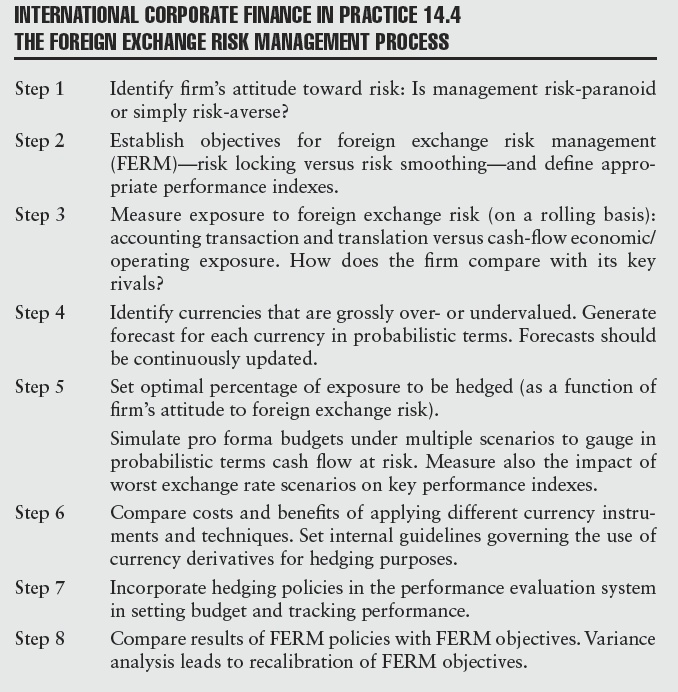 INTERNATIONAL CORPORATE FINANCE IN PRACTICE 14.4
THE FOREIGN EXCHANGE RISK MANAGEMENT PROCESS
Step 1 Identify firm's attitude toward risk: Is management risk-paranoid
or simply risk-averse?
Step 2 Establish objectives for foreign exchange risk management
(FERM)—risk locking versus risk smoothing—and define appro-
priate performance indexes.
Step 3 Measure exposure to foreign exchange risk (on a rolling basis):
accounting transaction and translation versus cash-flow economic/
operating exposure. How does the firm compare with its key
rivals?
Step 4 Identify currencies that are grossly over- or undervalued. Generate
forecast for each currency in probabilistic terms. Forecasts should
be continuously updated.
Step 5 Set optimal percentage of exposure to be hedged (as a function of
firm's attitude to foreign exchange risk).
Simulate pro forma budgets under multiple scenarios to gauge in
probabilistic terms cash flow at risk. Measure also the impact of
worst exchange rate scenarios on key performance indexes.
Step 6 Compare costs and benefits of applying different currency instru-
ments and techniques. Set internal guidelines governing the use of
currency derivatives for hedging purposes.
Step 7 Incorporate hedging policies in the performance evaluation system
in setting budget and tracking performance.
Step 8 Compare results of FERM policies with FERM objectives. Variance
analysis leads to recalibration of FERM objectives.